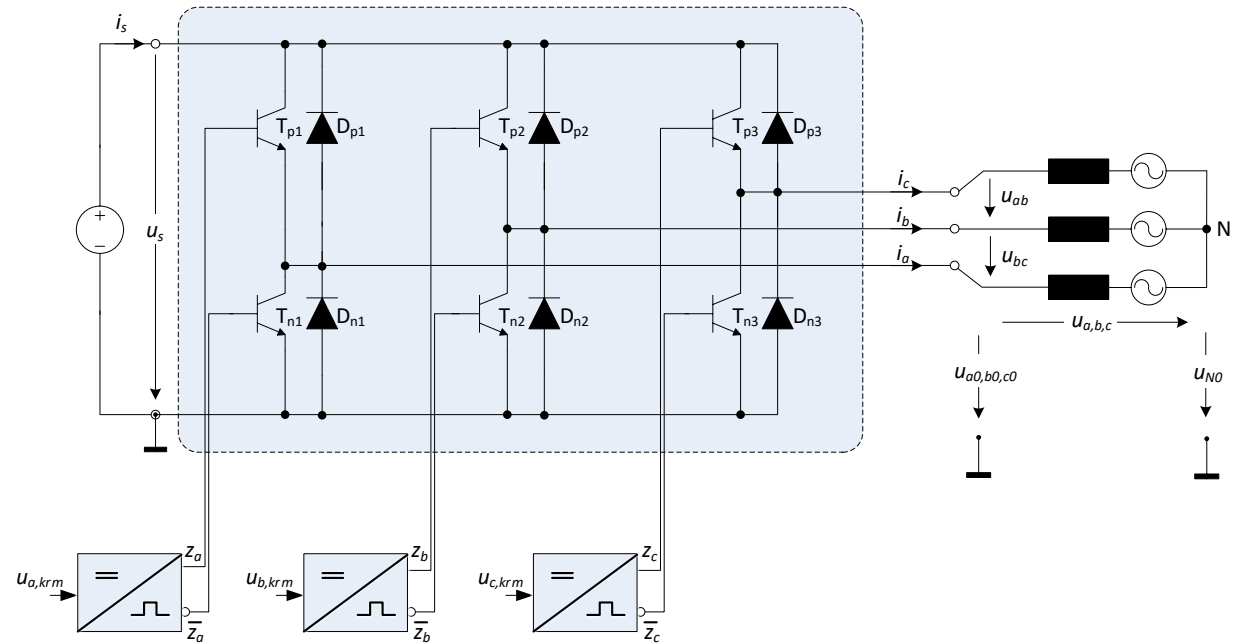 i_s
T_p1 D_p1 T_p2 D_p2 T_p3 D_p3
+
−
u_s
i_c
u_ab
i_b
N
u_bc
i_a
T_n1 D_n1 T_n2 D_n2 T_n3 D_n3
u_a,b,c
u_a0,b0,c0
u_N0
z_a z_b z_c
u_a,krm u_b,krm u_c,krm
z̅_a z̅_b z̅_c